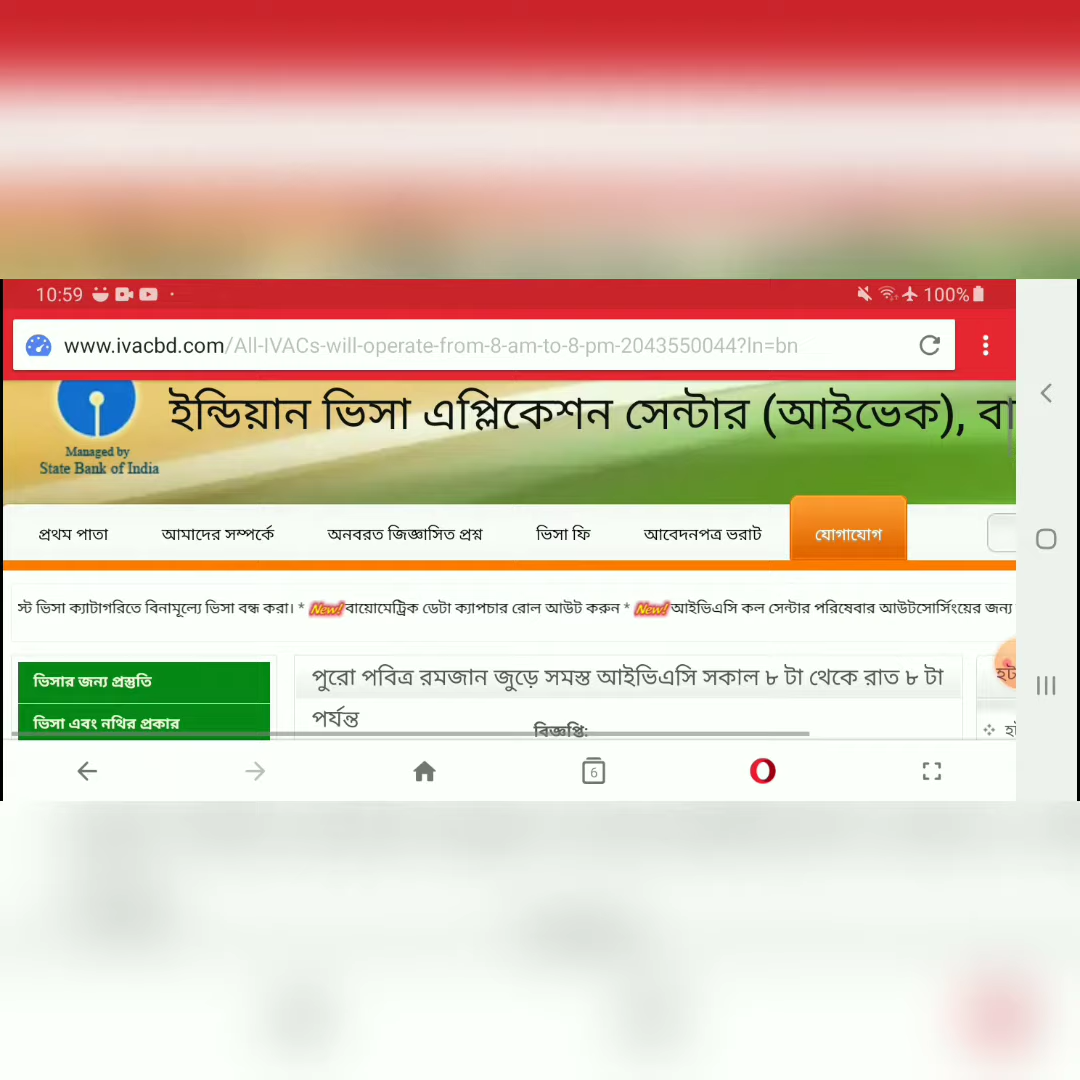 10:59
100%
www.ivacbd.com/All-IVACs-will-operate-from-8-am-to-8-pm-2043550044?ln=bn
ইন্ডিয়ান ভিসা এপ্লিকেশন সেন্টার (আইভেক), বা
Managed by
State Bank of India
প্রথম পাতা আমাদের সম্পর্কে অনবরত জিজ্ঞাসিত প্রশ্ন ভিসা ফি আবেদনপত্র ভরাট যোগাযোগ
স্ট ভিসা ক্যাটাগরিতে বিনামূল্যে ভিসা বন্ধ করা। * New! বায়োমেট্রিক ডেটা ক্যাপচার রোল আউট করুন * New! আইভিএসি কল সেন্টার পরিষেবার আউটসোর্সিংয়ের জন্য
ভিসার জন্য প্রস্তুতি
ভিসা এবং নথির প্রকার
পুরো পবিত্র রমজান জুড়ে সমস্ত আইভিএসি সকাল ৮ টা থেকে রাত ৮ টা
পর্যন্ত
বিজ্ঞপ্তি:
হট
হট
6